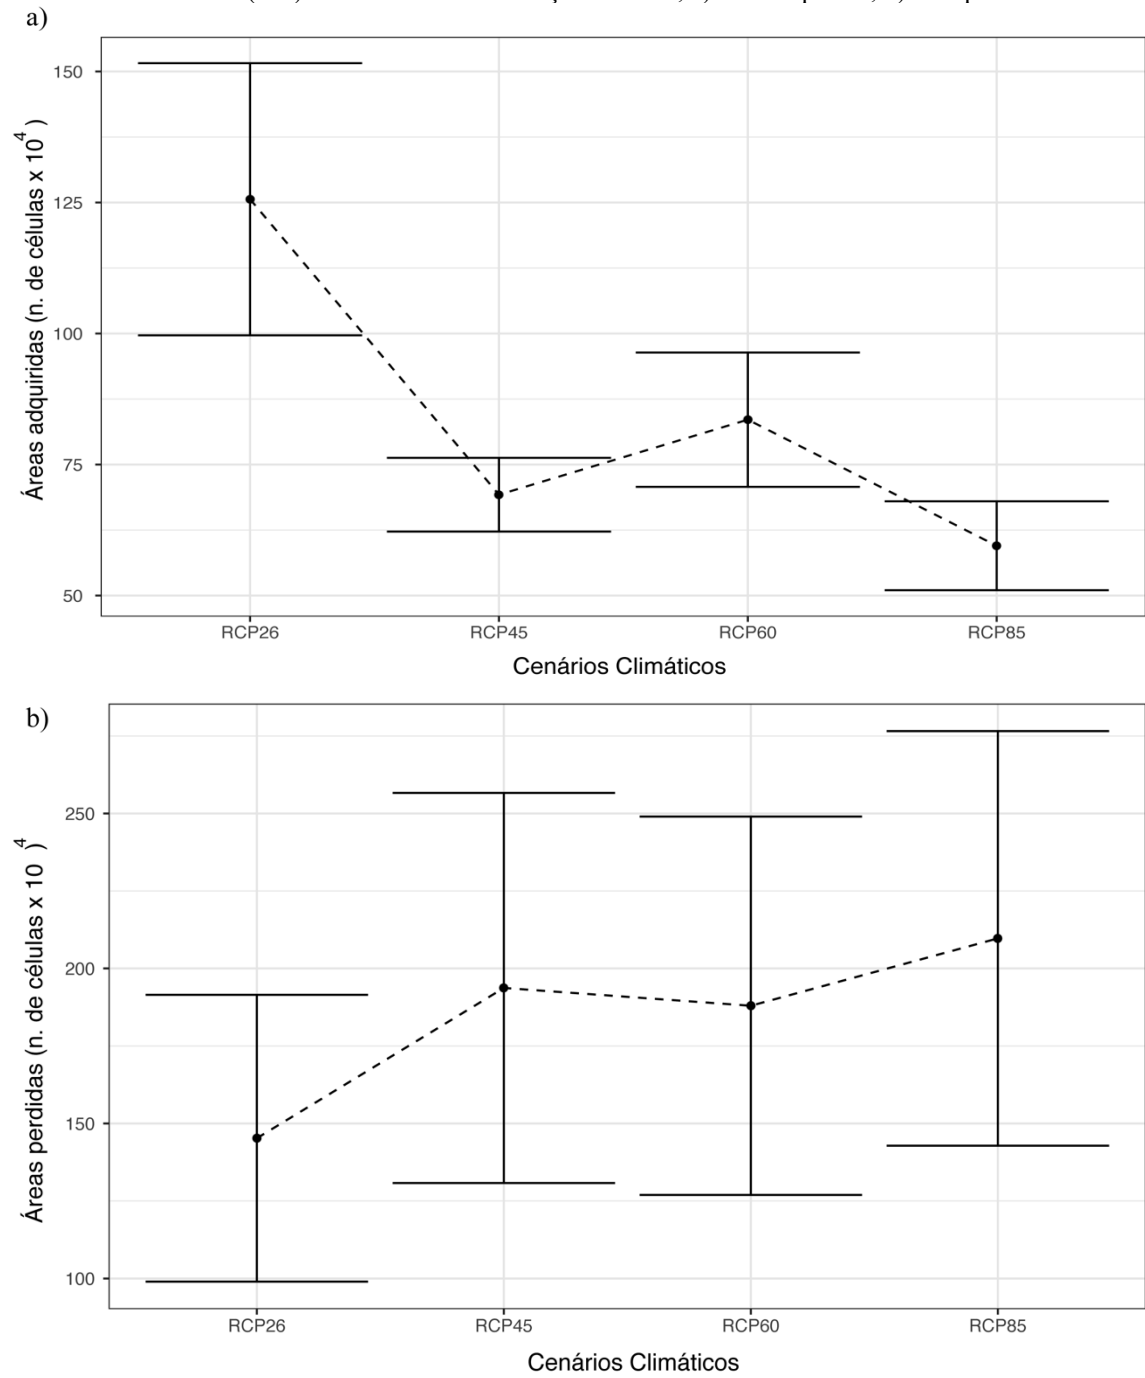 a)
Áreas adquiridas (n. de células x 10⁴)
150
125
100
75
50
RCP26 RCP45 RCP60 RCP85
Cenários Climáticos
b)
Áreas perdidas (n. de células x 10⁴)
250
200
150
100
RCP26 RCP45 RCP60 RCP85
Cenários Climáticos